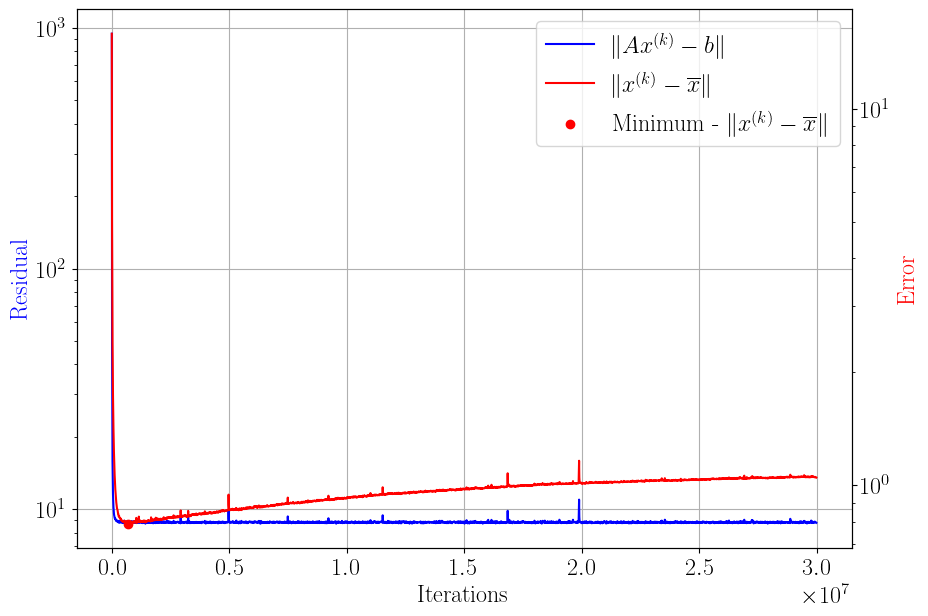 ‖Ax^(k) − b‖
‖x^(k) − x̅‖
Minimum - ‖x^(k) − x̅‖
10^3
10^2
10^1
Residual
10^1
10^0
Error
0.0 0.5 1.0 1.5 2.0 2.5 3.0
×10^7
Iterations